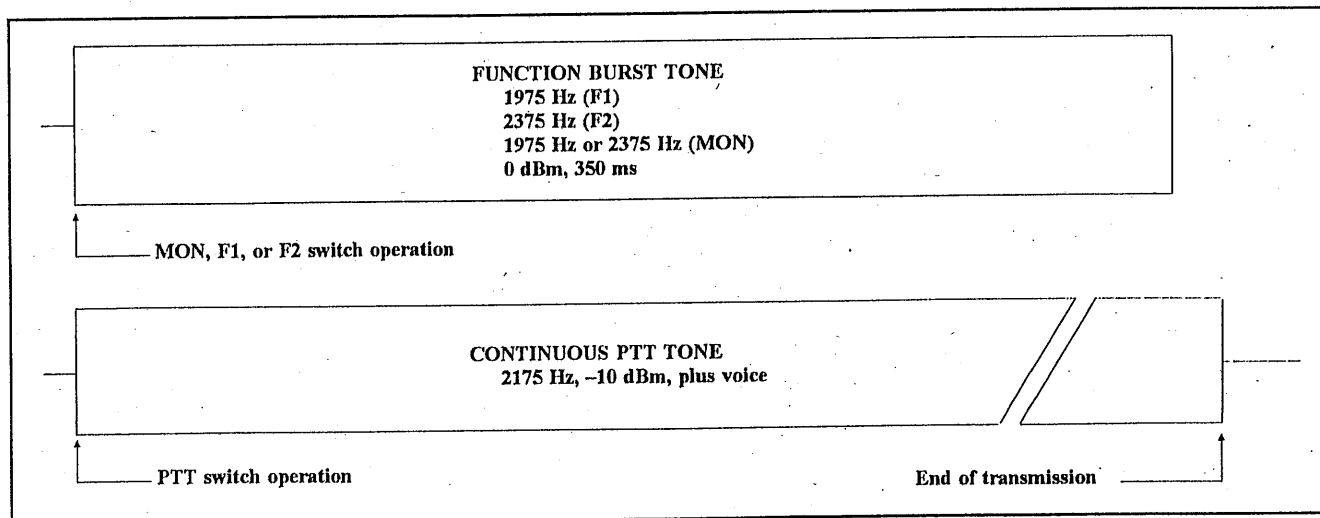 FUNCTION BURST TONE
1975 Hz (F1)
2375 Hz (F2)
1975 Hz or 2375 Hz (MON)
0 dBm, 350 ms
MON, F1, or F2 switch operation
CONTINUOUS PTT TONE
2175 Hz, –10 dBm, plus voice
PTT switch operation
End of transmission